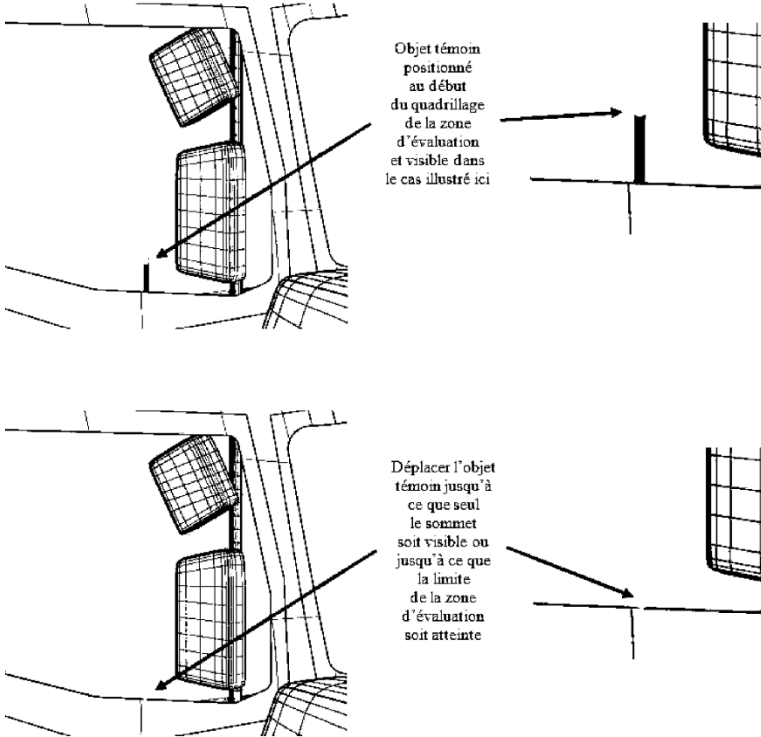 Objet témoin
positionné
au début
du quadrillage
de la zone
d'évaluation
et visible dans
le cas illustré ici
Déplacer l'objet
témoin jusqu'à
ce que seul
le sommet
soit visible ou
jusqu'à ce que
la limite
de la zone
d'évaluation
soit atteinte